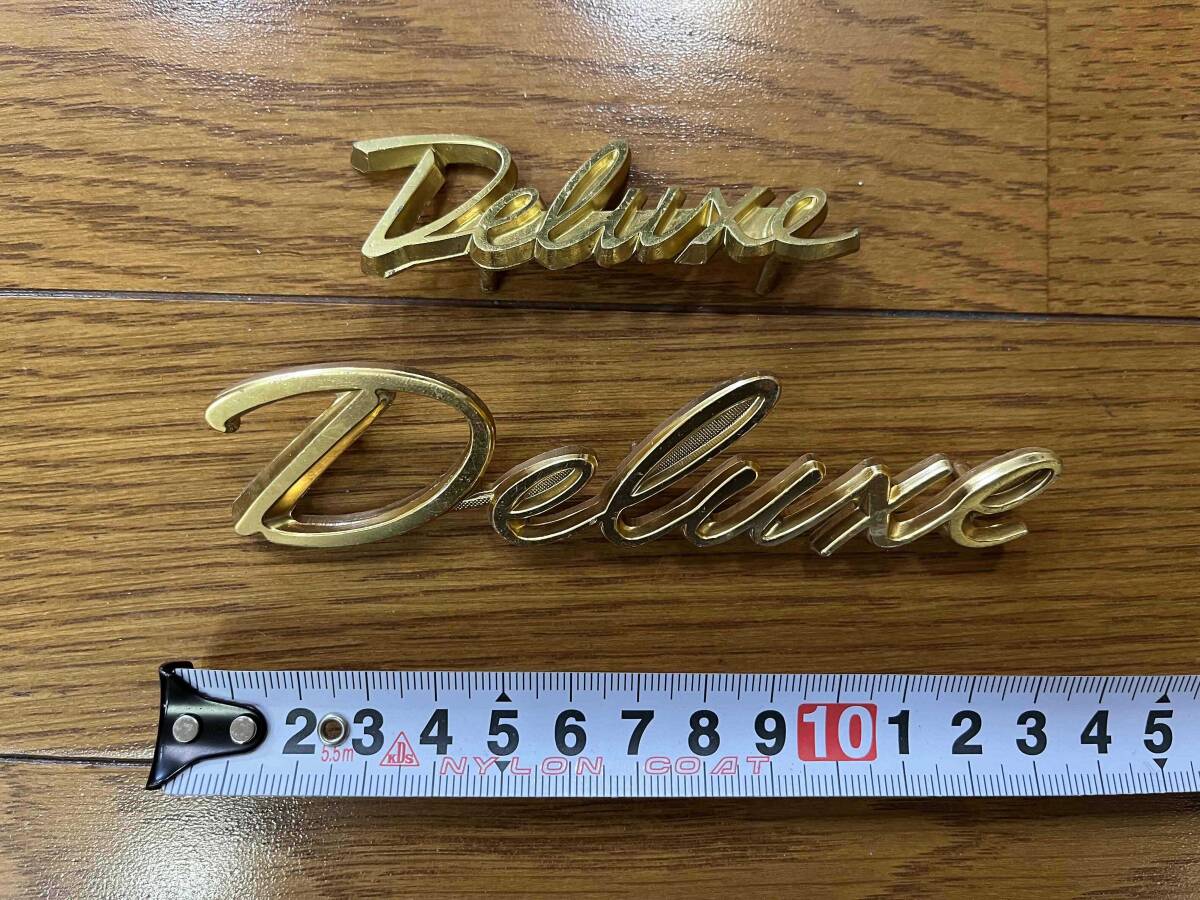 Deluxe
Deluxe
2 3 4 5 6 7 8 9 10 1 2 3 4 5
5.5m KDS NYLON COAT